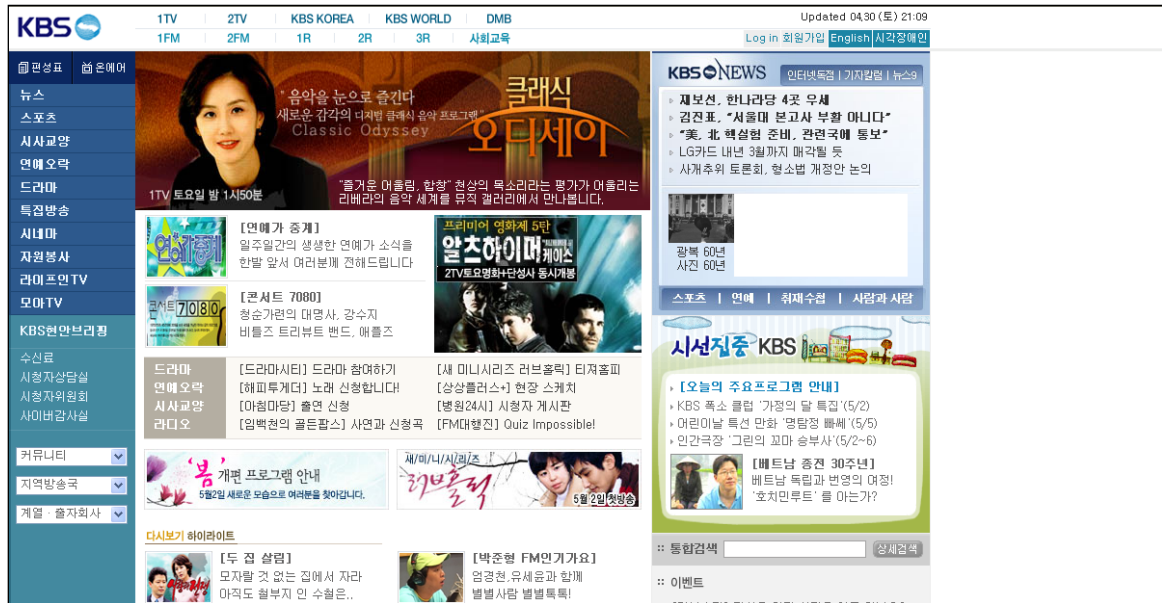 KBS
1TV 2TV KBS KOREA KBS WORLD DMB
1FM 2FM 1R 2R 3R 사회교육
Updated 04,30 (토) 21:09
Log in 회원가입 English 시각장애인
편성표 온에어
뉴스
스포츠
시사교양
연예오락
드라마
특집방송
시네마
자원봉사
라이프인TV
모아TV
KBS현안브리핑
수신료
시청자상담실
시청자위원회
사이버감사실
커뮤니티
지역방송국
계열 · 출자회사
"음악을 눈으로 즐긴다
새로운 감각의 디지털 클래식 음악 프로그램"
Classic Odyssey
클래식
오디세이
1TV 토요일 밤 1시50분
"즐거운 어울림, 합창" 천상의 목소리라는 평가가 어울리는
리베라의 음악 세계를 뮤직 갤러리에서 만나봅니다.
연예가중계
[연예가 중계]
일주일간의 생생한 연예가 소식을
한발 앞서 여러분께 전해드립니다
콘서트 7080
[콘서트 7080]
청순가련의 대명사, 강수지
비틀즈 트리뷰트 밴드, 애플즈
프리미어 영화제 5탄
알츠하이머 케이스
2TV토요명화+단성사 동시개봉
드라마 [드라마시티] 드라마 참여하기 [새 미니시리즈 러브홀릭] 티저홈피
연예오락 [해피투게더] 노래 신청합니다! [상상플러스+] 현장 스케치
시사교양 [아침마당] 출연 신청 [병원24시] 시청자 게시판
라디오 [임백천의 골든팝스] 사연과 신청곡 [FM대행진] Quiz Impossible!
'봄' 개편 프로그램 안내
5월2일 새로운 모습으로 여러분을 찾아갑니다.
새/미/니/시/리/즈
러브홀릭
5월 2일 첫방송
다시보기 하이라이트
[두 집 살림]
모자랄 것 없는 집에서 자라
아직도 철부지 인 수철은..
[박준형 FM인기가요]
엄경천.유세윤과 함께
별별사람 별별톡톡!
KBS NEWS 인터넷독점 | 기자칼럼 | 뉴스9
재보선, 한나라당 4곳 우세
김진표, "서울대 본고사 부활 아니다"
"美, 北 핵실험 준비, 관련국에 통보"
LG카드 내년 3월까지 매각될 듯
사개추위 토론회, 형소법 개정안 논의
광복 60년
사진 60년
스포츠 | 연예 | 취재수첩 | 사람과 사람
시선집중 KBS
[오늘의 주요프로그램 안내]
KBS 폭소 클럽 '가정의 달 특집'(5/2)
어린이날 특선 만화 '명탐정 빠삐'(5/5)
인간극장 '그린의 꼬마 승부사'(5/2~6)
[베트남 종전 30주년]
베트남 독립과 번영의 여정!
'호치민루트' 를 아는가?
:: 통합검색 상세검색
:: 이벤트